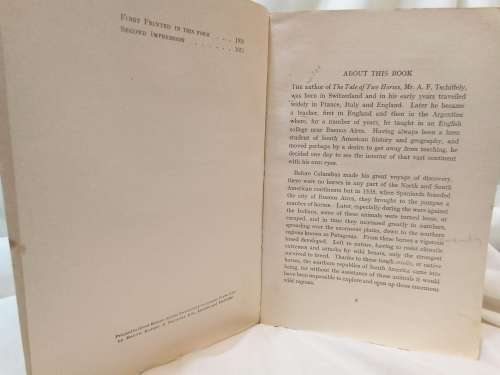 FIRST PRINTED IN THIS FORM . . . 19
SECOND IMPRESSION . . . . . . 19
Printed in Great Britain
by
ABOUT THIS BOOK
THE author of The Tale of Two Horses, Mr. A. F. Tschiffely,
was born in Switzerland and in his early years travelled
widely in France, Italy and England. Later he became
a teacher, first in England and then in the Argentine
where, for a number of years, he taught in an English
college near Buenos Aires. Having always been a keen
student of South American history and geography, and
moved perhaps by a desire to get away from teaching, he
decided one day to see the interior of that vast continent
with his own eyes.
Before Columbus made his great voyage of discovery,
there were no horses in any part of the North and South
American continents but in 1535, when Spaniards founded
the city of Buenos Aires, they brought to the pampas a
number of horses. Later, especially during the wars against
the Indians, some of these animals were turned loose, or
escaped, and in time they increased greatly in numbers,
spreading over the enormous plains, down to the southern
regions known as Patagonia. From these horses a vigorous
breed developed. Left to nature, having to resist climatic
extremes and attacks by wild beasts, only the strongest
survived to breed. Thanks to these tough criollo, or native
horses, the northern republics of South America came into
being, for without the assistance of these animals it would
have been impossible to explore and open up those enormous
wild regions.